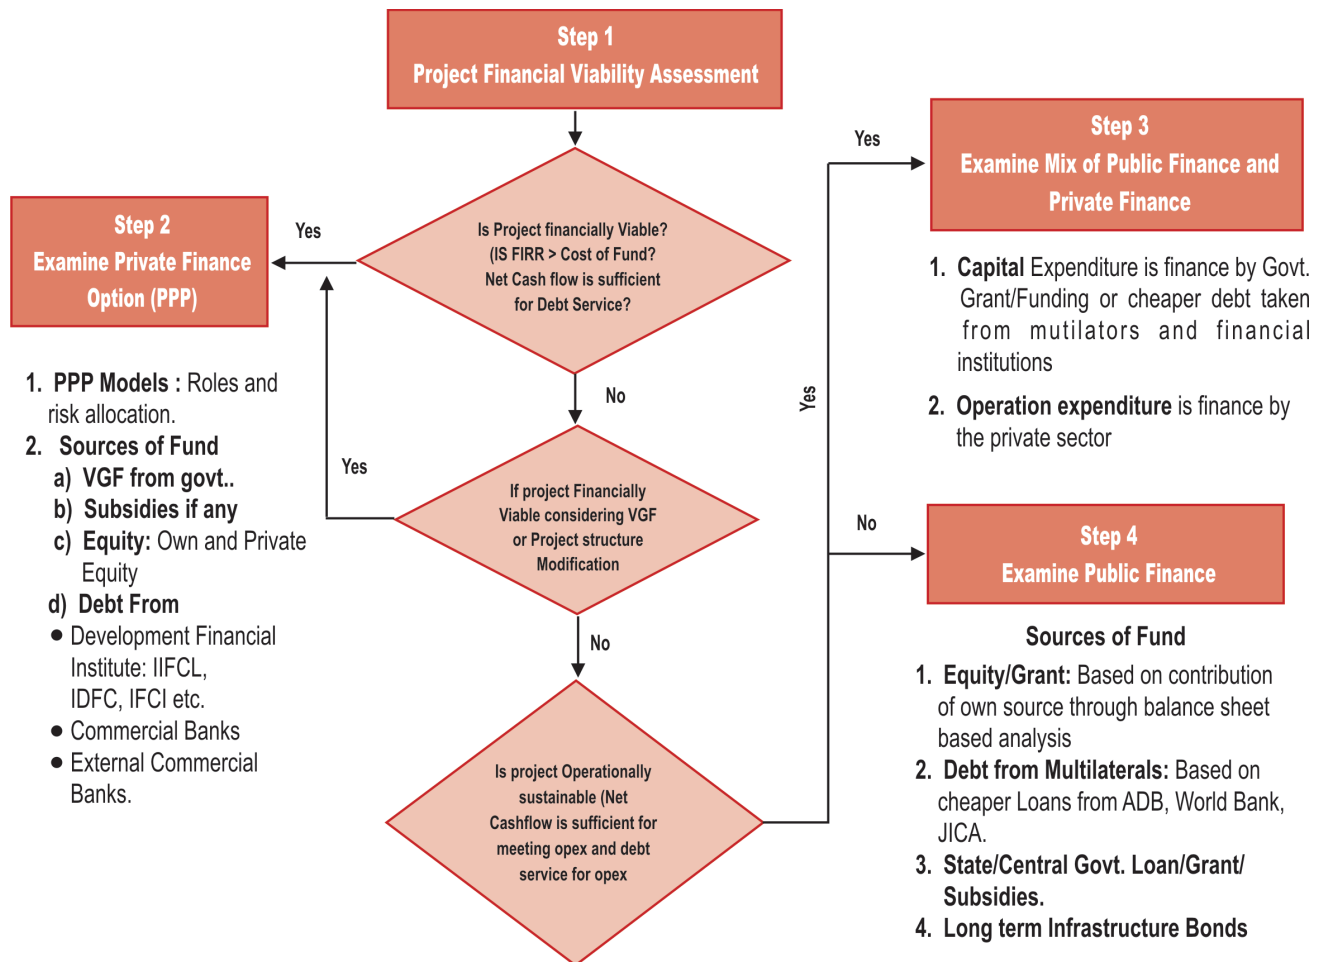 Step 1
Project Financial Viability Assessment
Is Project financially Viable?
(IS FIRR > Cost of Fund?
Net Cash flow is sufficient
for Debt Service?
Yes
Step 2
Examine Private Finance
Option (PPP)
1. PPP Models : Roles and
risk allocation.
2. Sources of Fund
a) VGF from govt..
b) Subsidies if any
c) Equity: Own and Private
Equity
d) Debt From
● Development Financial
Institute: IIFCL,
IDFC, IFCI etc.
● Commercial Banks
● External Commercial
Banks.
No
Yes
If project Financially
Viable considering VGF
or Project structure
Modification
No
Is project Operationally
sustainable (Net
Cashflow is sufficient for
meeting opex and debt
service for opex
Yes
Yes
Step 3
Examine Mix of Public Finance and
Private Finance
1. Capital Expenditure is finance by Govt.
Grant/Funding or cheaper debt taken
from mutilators and financial
institutions
2. Operation expenditure is finance by
the private sector
No
Step 4
Examine Public Finance
Sources of Fund
1. Equity/Grant: Based on contribution
of own source through balance sheet
based analysis
2. Debt from Multilaterals: Based on
cheaper Loans from ADB, World Bank,
JICA.
3. State/Central Govt. Loan/Grant/
Subsidies.
4. Long term Infrastructure Bonds